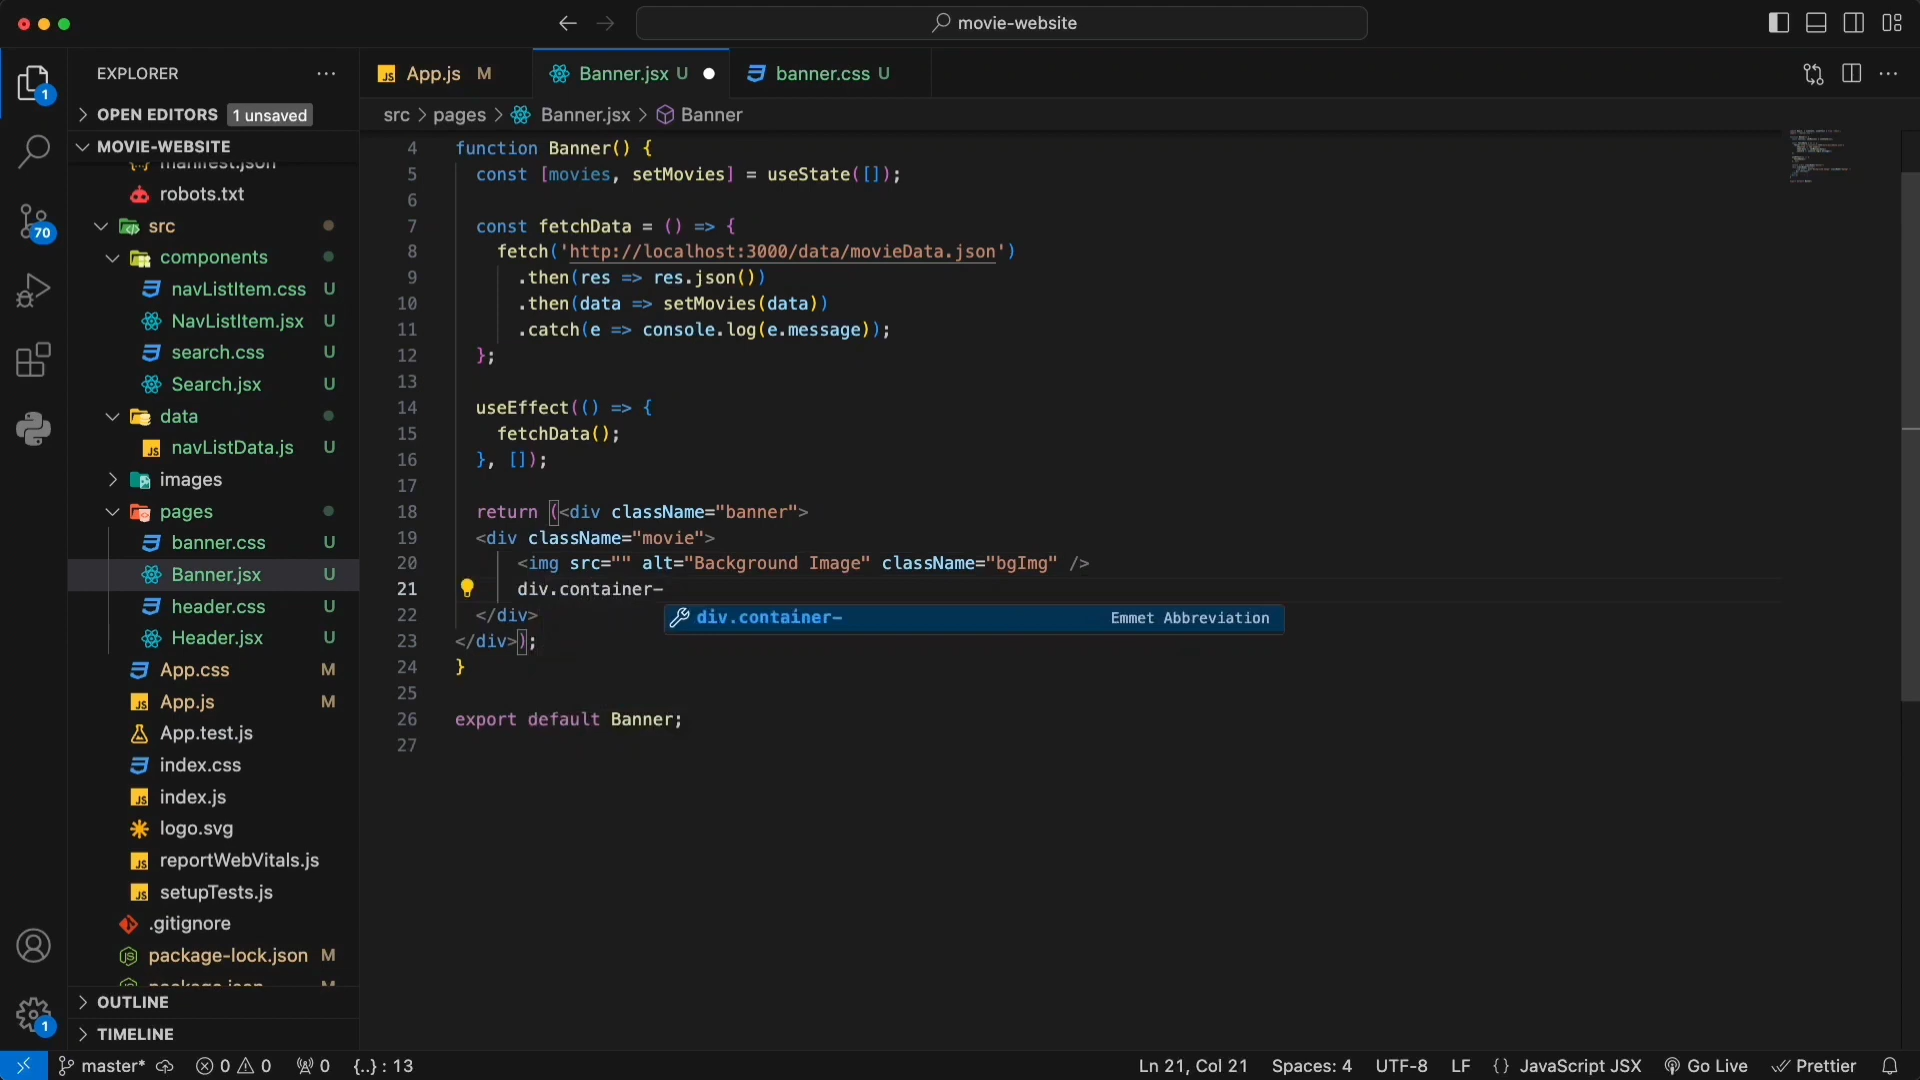 movie-website
EXPLORER
OPEN EDITORS 1 unsaved
MOVIE-WEBSITE
manifest.json
robots.txt
src
components
navListItem.css U
NavListItem.jsx U
search.css U
Search.jsx U
data
navListData.js U
images
pages
banner.css U
Banner.jsx U
header.css U
Header.jsx U
App.css M
App.js M
App.test.js
index.css
index.js
logo.svg
reportWebVitals.js
setupTests.js
.gitignore
package-lock.json M
package.json M
OUTLINE
TIMELINE
1
70
1
JS App.js M
Banner.jsx U
banner.css U
src > pages > Banner.jsx > Banner
4 function Banner() {
5 const [movies, setMovies] = useState([]);
6
7 const fetchData = () => {
8 fetch('http://localhost:3000/data/movieData.json')
9 .then(res => res.json())
10 .then(data => setMovies(data))
11 .catch(e => console.log(e.message));
12 };
13
14 useEffect(() => {
15 fetchData();
16 }, []);
17
18 return (<div className="banner">
19 <div className="movie">
20 <img src="" alt="Background Image" className="bgImg" />
21 div.container-
22 </div>
div.container- Emmet Abbreviation
23 </div>);
24 }
25
26 export default Banner;
27
master* 0 0 0 {..} : 13 Ln 21, Col 21 Spaces: 4 UTF-8 LF {} JavaScript JSX Go Live Prettier